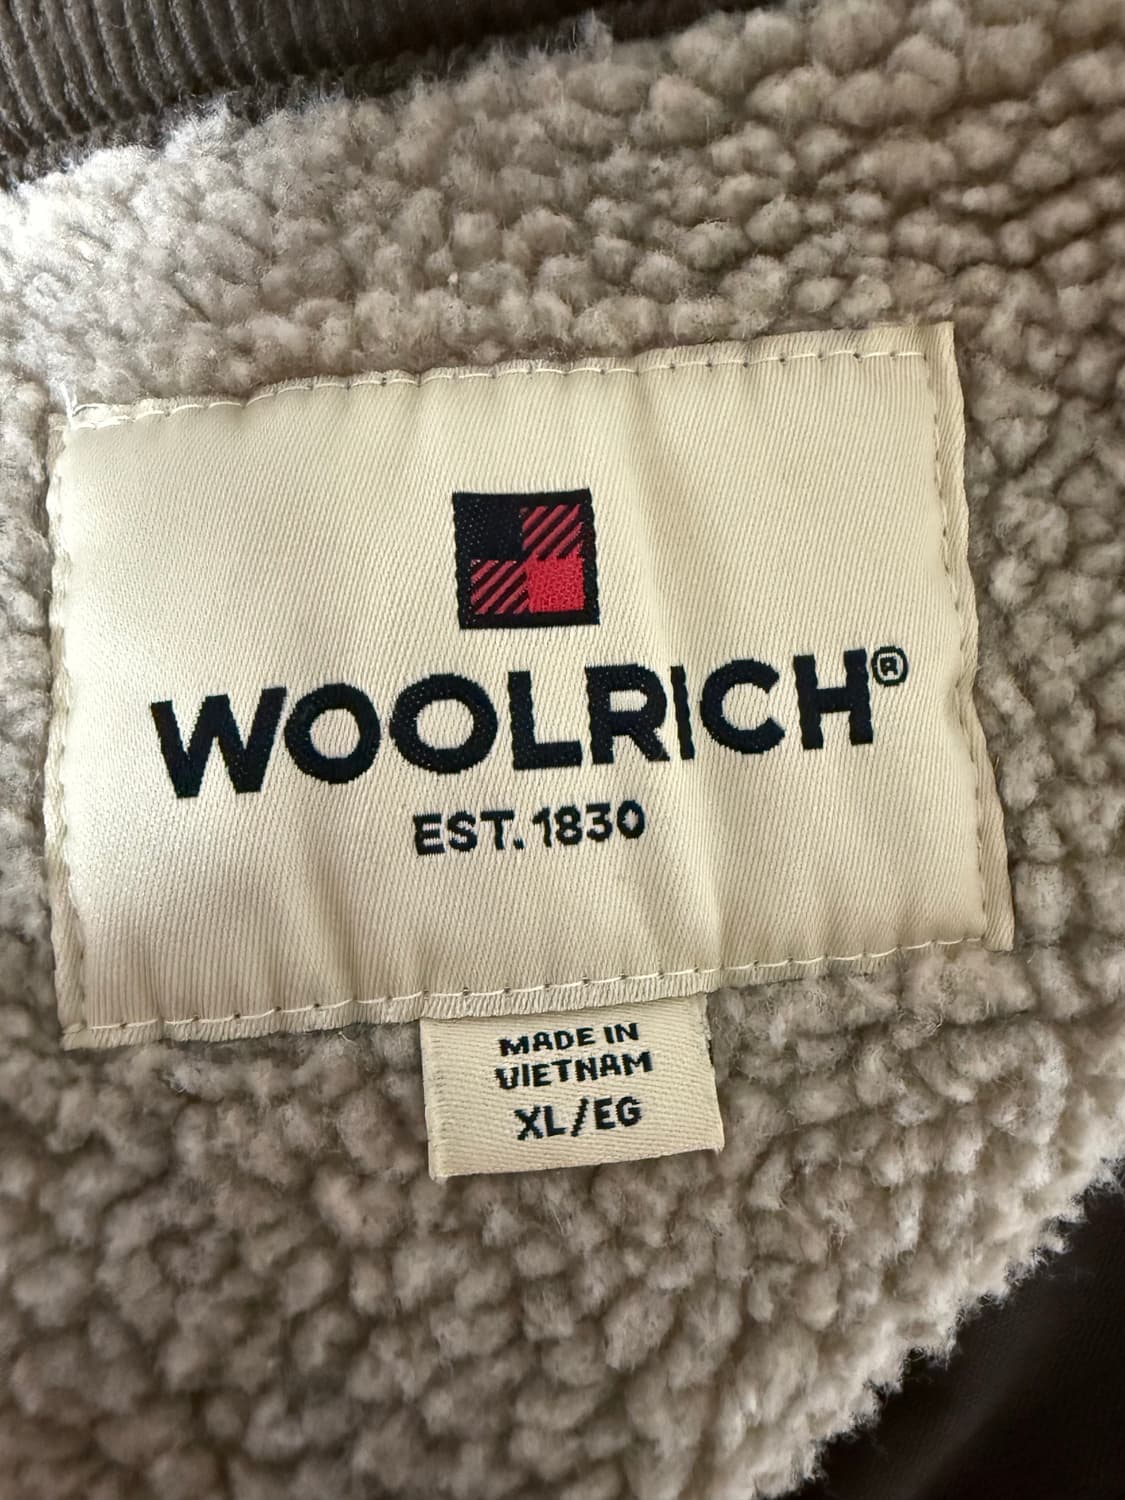 WOOLRICH®
EST. 1830
MADE IN
VIETNAM
XL/EG